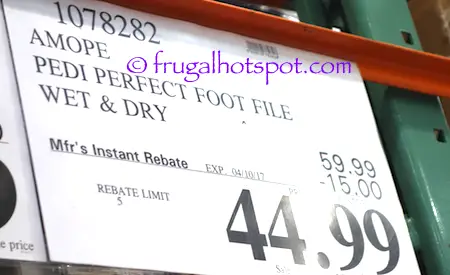 1078282
© frugalhotspot.com
AMOPE
PEDI PERFECT FOOT FILE
WET & DRY
Mfr's Instant Rebate EXP. 04/10/17 59.99
-15.00
REBATE LIMIT
5
44.99
e price